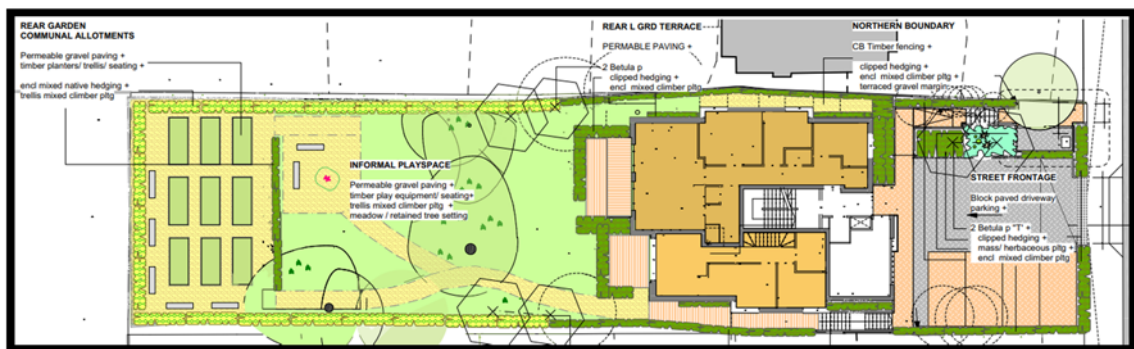 REAR GARDEN
COMMUNAL ALLOTMENTS
Permeable gravel paving +
timber planters/ trellis/ seating +
encl mixed native hedging +
trellis mixed climber pltg
REAR L GRD TERRACE
PERMABLE PAVING +
2 Betula p
clipped hedging +
encl mixed climber pltg
NORTHERN BOUNDARY
CB Timber fencing +
clipped hedging +
encl mixed climber pltg +
terraced gravel margin
INFORMAL PLAYSPACE
Permeable gravel paving +
timber play equipment/ seating+
trellis mixed climber pltg +
meadow / retained tree setting
STREET FRONTAGE
Block paved driveway
parking +
2 Betula p "T' +
clipped hedging +
mass/ herbaceous pltg +
encl mixed climber pltg